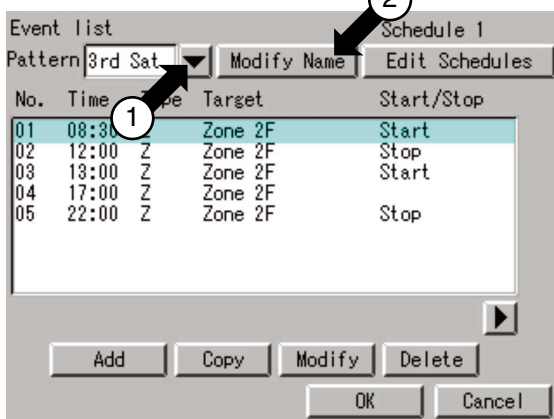 2
Event list Schedule 1
Pattern 3rd Sat Modify Name Edit Schedules
1
No. Time Target Start/Stop
01 08:30 Z Zone 2F Start
02 12:00 Z Zone 2F Stop
03 13:00 Z Zone 2F Start
04 17:00 Z Zone 2F
05 22:00 Z Zone 2F Stop
Add Copy Modify Delete
OK Cancel